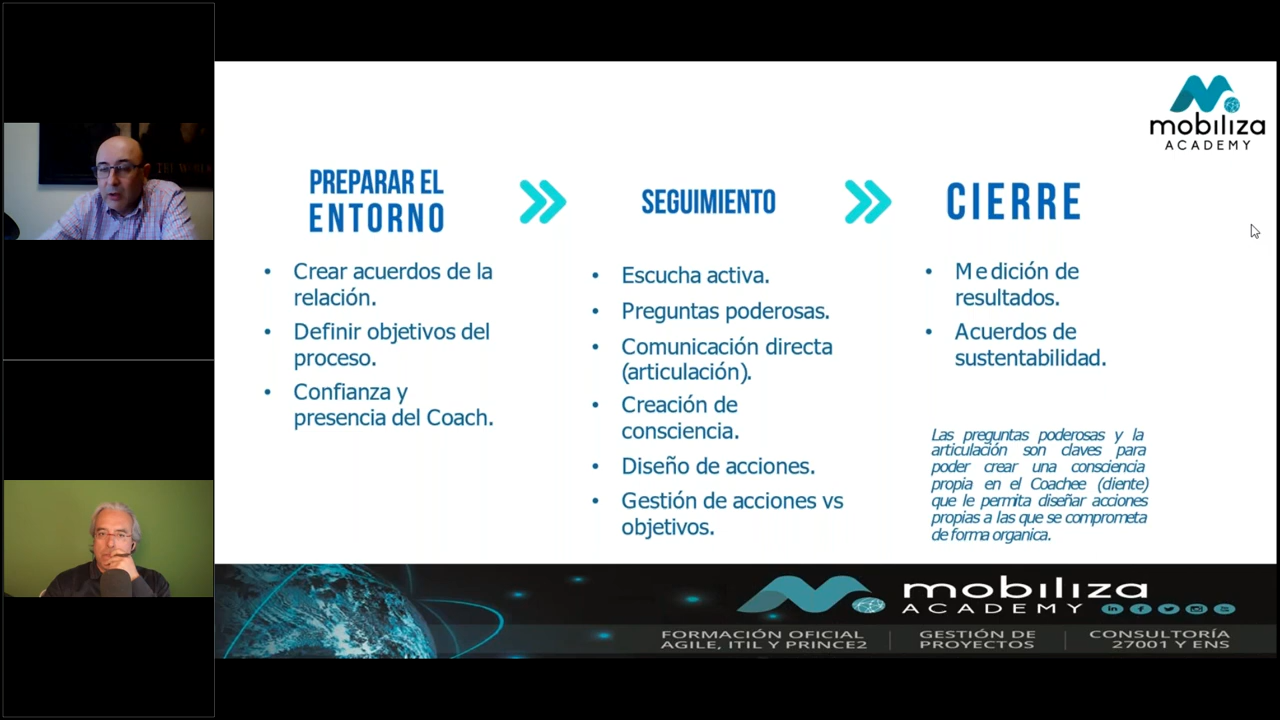 mobiliza
ACADEMY
PREPARAR EL
ENTORNO
• Crear acuerdos de la
relación.
• Definir objetivos del
proceso.
• Confianza y
presencia del Coach.
SEGUIMIENTO
• Escucha activa.
• Preguntas poderosas.
• Comunicación directa
(articulación).
• Creación de
consciencia.
• Diseño de acciones.
• Gestión de acciones vs
objetivos.
CIERRE
• Medición de
resultados.
• Acuerdos de
sustentabilidad.
Las preguntas poderosas y la
articulación son claves para
poder crear una consciencia
propia en el Coachee (diente)
que le permita diseñar acciones
propias a las que se comprometa
de forma organica.
mobiliza
ACADEMY
FORMACIÓN OFICIAL
AGILE, ITIL Y PRINCE2
GESTIÓN DE
PROYECTOS
CONSULTORÍA
27001 Y ENS